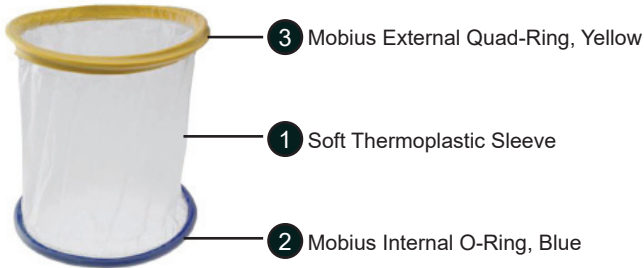 3 Mobius External Quad-Ring, Yellow
1 Soft Thermoplastic Sleeve
2 Mobius Internal O-Ring, Blue